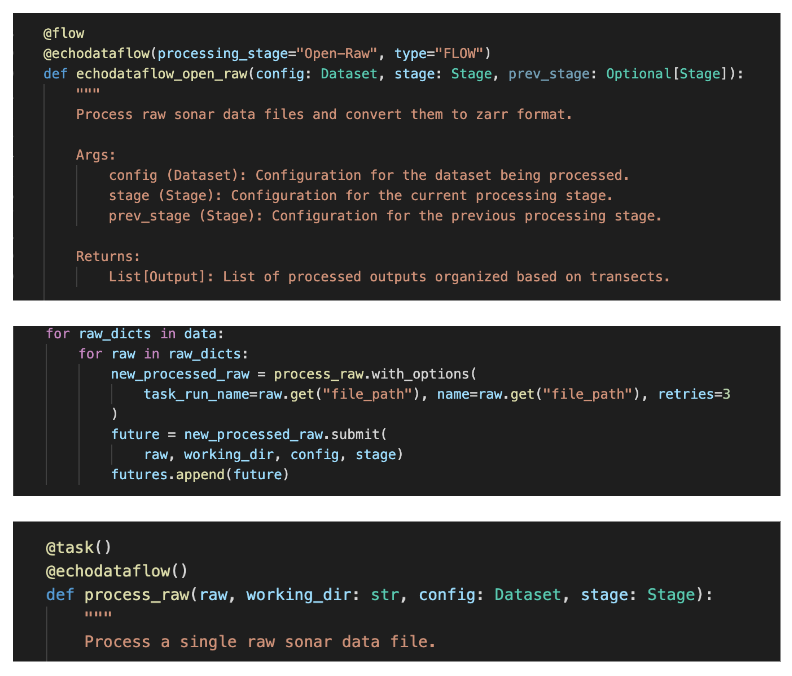 @flow
@echodataflow(processing_stage="Open-Raw", type="FLOW")
def echodataflow_open_raw(config: Dataset, stage: Stage, prev_stage: Optional[Stage]):
"""
Process raw sonar data files and convert them to zarr format.
Args:
config (Dataset): Configuration for the dataset being processed.
stage (Stage): Configuration for the current processing stage.
prev_stage (Stage): Configuration for the previous processing stage.
Returns:
List[Output]: List of processed outputs organized based on transects.
for raw_dicts in data:
for raw in raw_dicts:
new_processed_raw = process_raw.with_options(
task_run_name=raw.get("file_path"), name=raw.get("file_path"), retries=3
)
future = new_processed_raw.submit(
raw, working_dir, config, stage)
futures.append(future)
@task()
@echodataflow()
def process_raw(raw, working_dir: str, config: Dataset, stage: Stage):
"""
Process a single raw sonar data file.